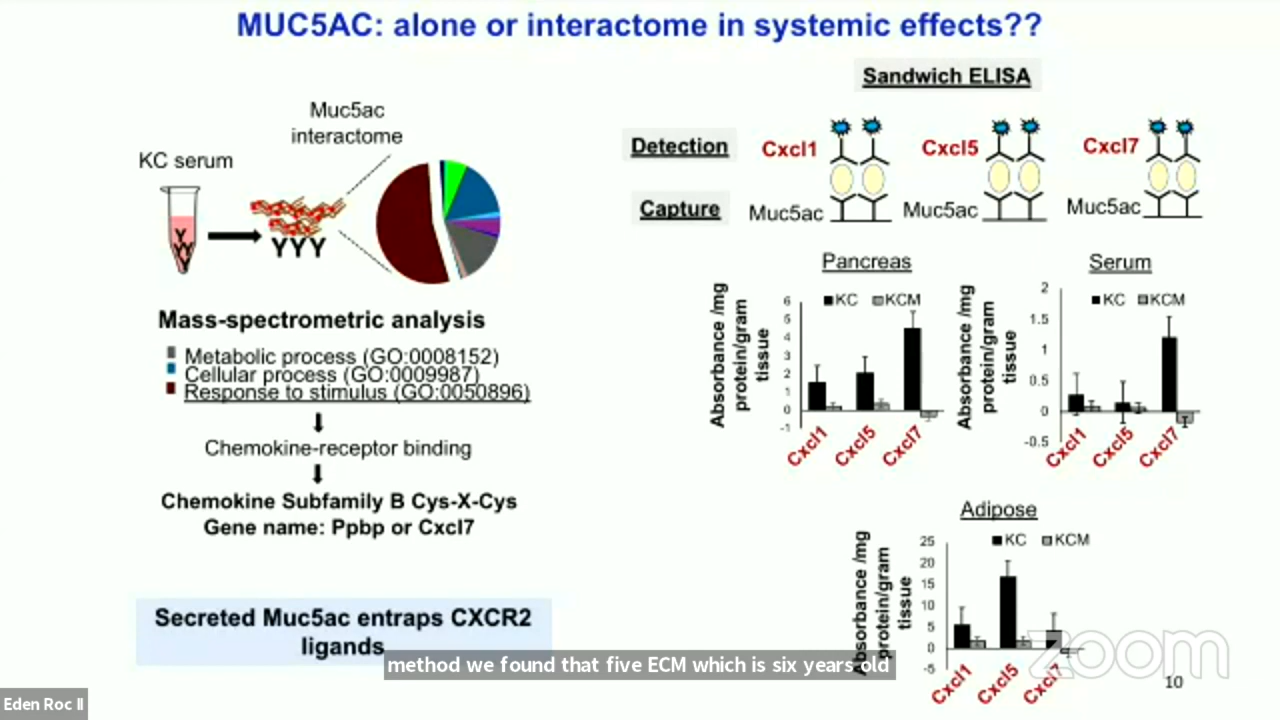 MUC5AC: alone or interactome in systemic effects??
Muc5ac
interactome
KC serum
YYY
Mass-spectrometric analysis
Metabolic process (GO:0008152)
Cellular process (GO:0009987)
Response to stimulus (GO:0050896)
Chemokine-receptor binding
Chemokine Subfamily B Cys-X-Cys
Gene name: Ppbp or Cxcl7
Secreted Muc5ac entraps CXCR2
ligands
Sandwich ELISA
Detection
Cxcl1
Cxcl5
Cxcl7
Capture
Muc5ac
Muc5ac
Muc5ac
Pancreas
Absorbance /mg
protein/gram
tissue
KC KCM
6
5
4
3
2
1
0
-1
Cxcl1 Cxcl5 Cxcl7
Serum
Absorbance /mg
protein/gram
tissue
KC KCM
2
1.5
1
0.5
0
-0.5
Cxcl1 Cxcl5 Cxcl7
Adipose
Absorbance /mg
protein/gram
tissue
KC KCM
25
20
15
10
5
0
-5
Cxcl1 Cxcl5 Cxcl7
zoom
10
method we found that five ECM which is six years old
Eden Roc II